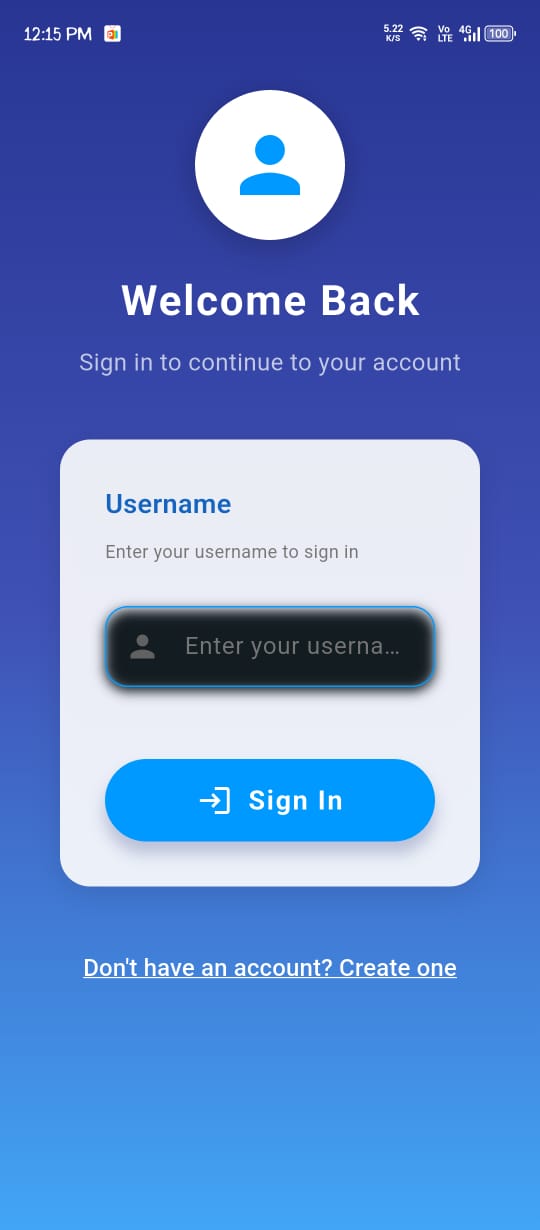 12:15 PM
5.22 K/S Vo LTE 4G 100
Welcome Back
Sign in to continue to your account
Username
Enter your username to sign in
Enter your userna…
Sign In
Don't have an account? Create one